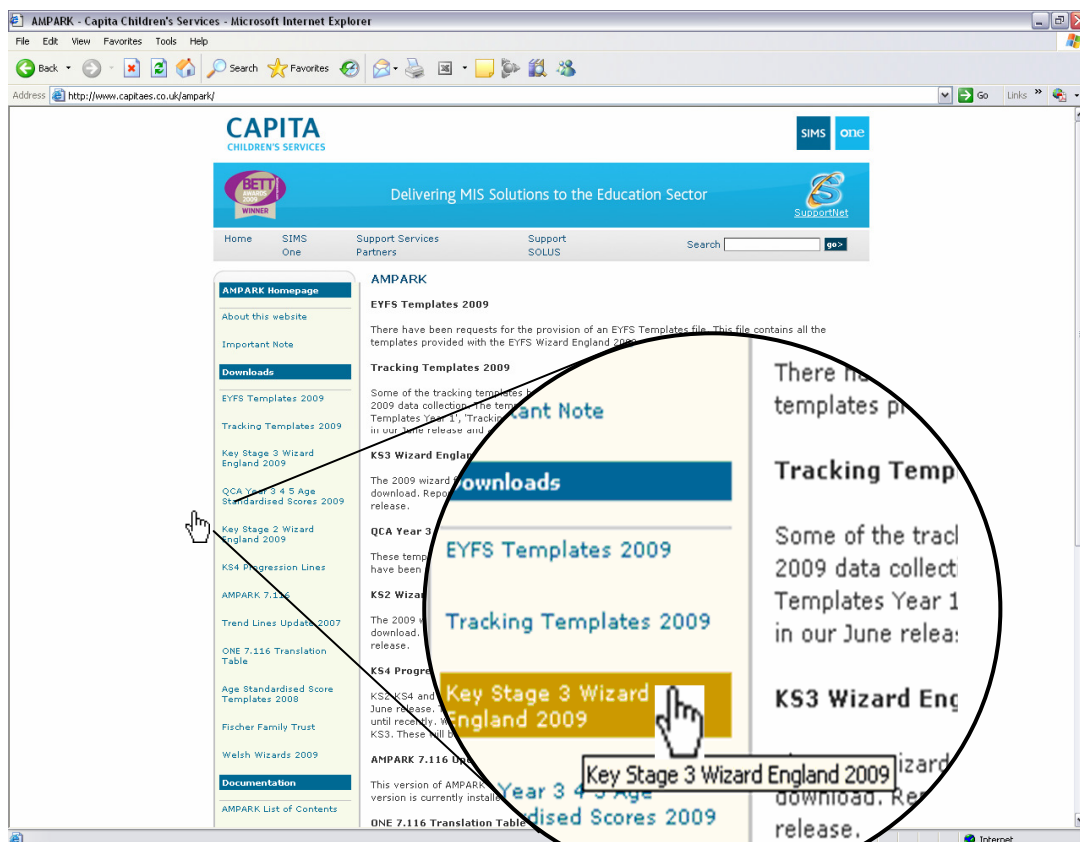 AMPARK - Capita Children's Services - Microsoft Internet Explorer
File Edit View Favorites Tools Help
Back Search Favorites
Address http://www.capitaes.co.uk/ampark/ Go Links
CAPITA
CHILDREN'S SERVICES
SIMS one
BETT
AWARDS
2009
WINNER
Delivering MIS Solutions to the Education Sector
SupportNet
Home SIMS Support Services Support Search go>
One Partners SOLUS
AMPARK Homepage
About this website
Important Note
Downloads
EYFS Templates 2009
Tracking Templates 2009
Key Stage 3 Wizard
England 2009
QCA Year 3 4 5 Age
Standardised Scores 2009
Key Stage 2 Wizard
England 2009
KS4 Progression Lines
AMPARK 7.116
Trend Lines Update 2007
ONE 7.116 Translation
Table
Age Standardised Score
Templates 2008
Fischer Family Trust
Welsh Wizards 2009
Documentation
AMPARK List of Contents
AMPARK
EYFS Templates 2009
There have been requests for the provision of an EYFS Templates file. This file contains all the
templates provided with the EYFS Wizard England 2009
Tracking Templates 2009
Some of the tracking templates
2009 data collection. The
Templates Year 1', 'Tracking
in our June release and
KS3 Wizard England
The 2009 wizard
download.
release.
QCA Year 3
These
have been
KS2
The 2009
download.
release.
KS4
KS2 KS4 and
June release.
until recently.
KS3. These will
AMPARK 7.116
This version of AMPARK
version is currently
ONE 7.116 Translation Table
Note
Downloads
EYFS Templates 2009
Tracking Templates 2009
Key Stage 3 Wizard
England 2009
Key Stage 3 Wizard England 2009
Year 3 4 5 Age
Scores 2009
There
templates
Tracking
Some of the
2009 data
Templates Year 1
in our June
KS3 Wizard
download.
release.
Internet